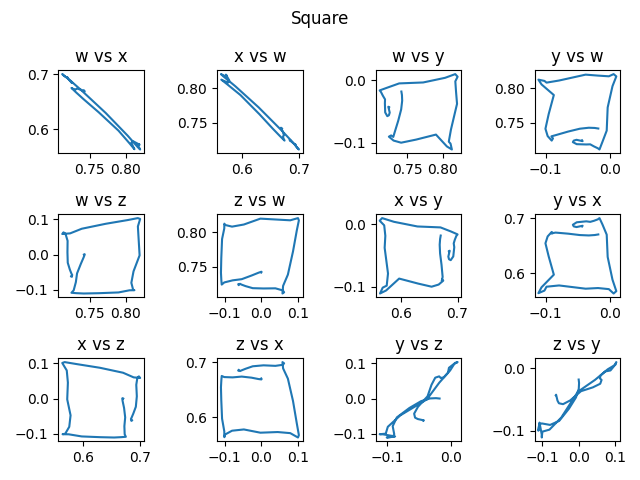 Square
w vs x
x vs w
w vs y
y vs w
0.7
0.6
0.75 0.80
0.80
0.75
0.6 0.7
0.0
−0.1
0.75 0.80
0.80
0.75
−0.1 0.0
w vs z
z vs w
x vs y
y vs x
0.1
0.0
−0.1
0.75 0.80
0.80
0.75
−0.1 0.0 0.1
0.0
−0.1
0.6 0.7
0.7
0.6
−0.1 0.0
x vs z
z vs x
y vs z
z vs y
0.1
0.0
−0.1
0.6 0.7
0.7
0.6
−0.1 0.0 0.1
0.1
0.0
−0.1
−0.1 0.0
0.0
−0.1
−0.1 0.0 0.1